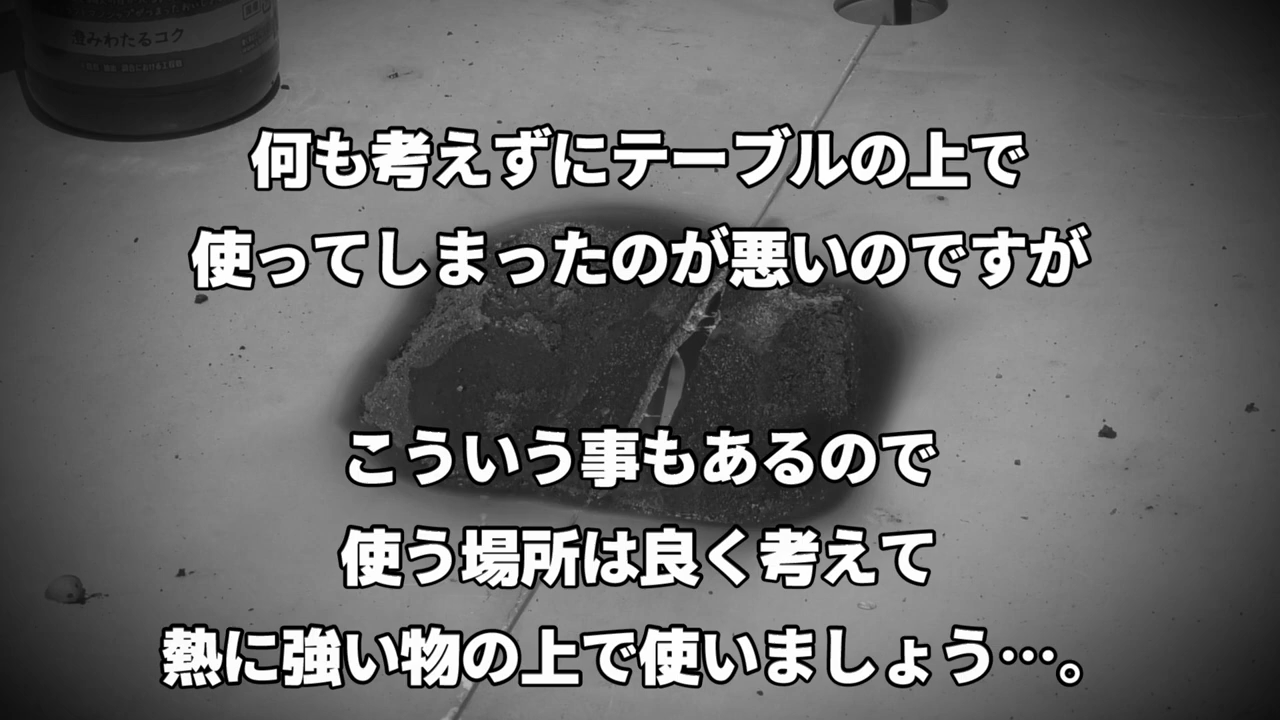 澄みわたるコク
何も考えずにテーブルの上で
使ってしまったのが悪いのですが
こういう事もあるので
使う場所は良く考えて
熱に強い物の上で使いましょう…。